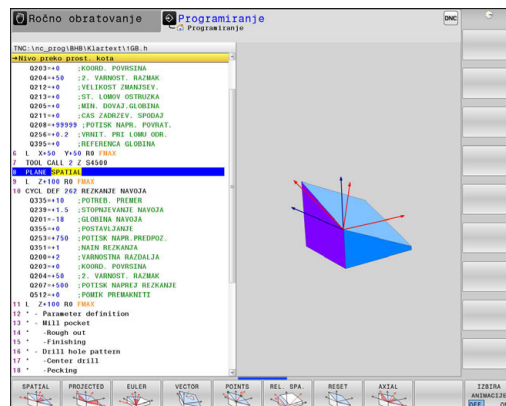 Ročno obratovanje
Programiranje
Programiranje
DNC
TNC:\nc_prog\BHB\Klartext\1GB.h
→Nivo preko prost. kota
Q203=+0 ;KOORD. POVRSINA
Q204=+50 ;2. VARNOST. RAZMAK
Q212=+0 ;VELIKOST ZMANJSEV.
Q213=+0 ;ST. LOMOV OSTRUZKA
Q205=+0 ;MIN. DOVAJ.GLOBINA
Q211=+0 ;CAS ZADRZEV. SPODAJ
Q208=+99999 ;POTISK NAPR. POVRAT.
Q256=+0.2 ;VRNIT. PRI LOMU ODR.
Q395=+0 ;REFERENCA GLOBINA
6 L X+50 Y+50 R0 FMAX
7 TOOL CALL 2 Z S4500
8 PLANE SPATIAL
9 L Z+100 R0 FMAX
10 CYCL DEF 262 REZKANJE NAVOJA
Q335=+10 ;POTREB. PREMER
Q239=+1.5 ;STOPNJEVANJE NAVOJA
Q201=-18 ;GLOBINA NAVOJA
Q355=+0 ;POSTAVLJANJE
Q253=+750 ;POTISK NAPR.PREDPOZ.
Q351=+1 ;NAIN REZKANJA
Q200=+2 ;VARNOSTNA RAZDALJA
Q203=+0 ;KOORD. POVRSINA
Q204=+50 ;2. VARNOST. RAZMAK
Q207=+500 ;POTISK NAPREJ REZKANJE
Q512=+0 ;POMIK PREMAKNITI
11 L Z+100 R0 FMAX
12 * - Parameter definition
13 * - Mill pocket
14 * -Rough out
15 * -Finishing
16 * - Drill hole pattern
17 * -Center drill
18 * -Pecking
SPATIAL
PROJECTED
EULER
VECTOR
POINTS
REL. SPA.
RESET
AXIAL
IZBIRA
ANIMACIJE
OFF